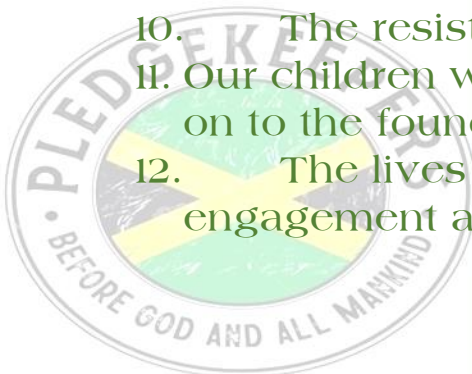 10. The resist
11. Our children w
on to the found
12. The lives
engagement a
PLEDGEKEEPERS
• BEFORE GOD AND ALL MANKIND